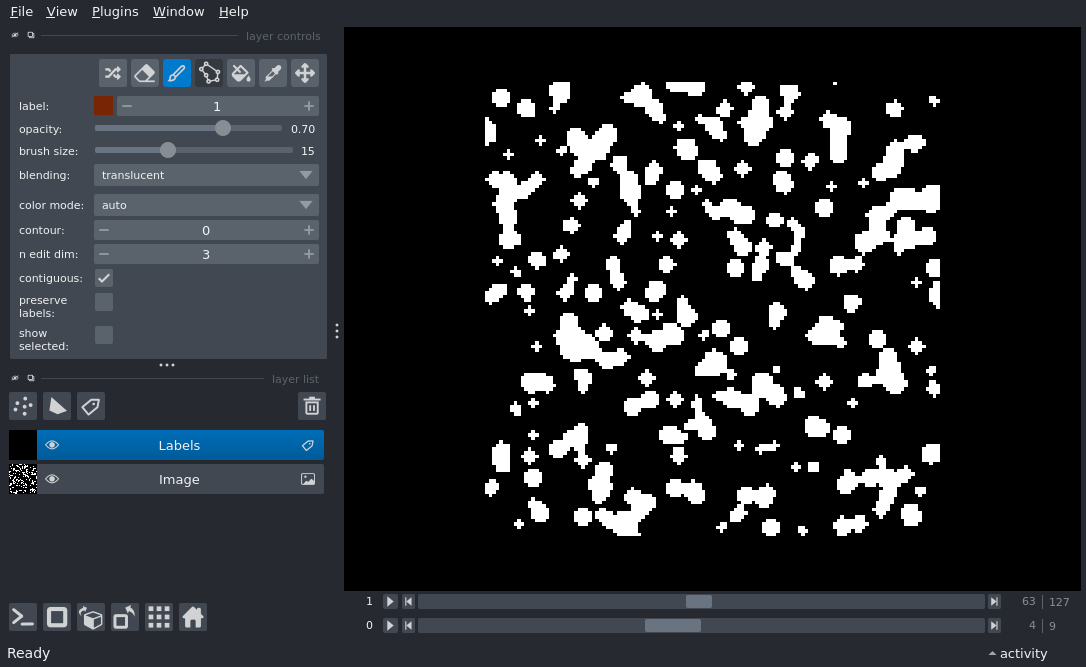 File View Plugins Window Help
layer controls
label: 1
opacity: 0.70
brush size: 15
blending: translucent
color mode: auto
contour: 0
n edit dim: 3
contiguous:
preserve
labels:
show
selected:
layer list
Labels
Image
1 63 127
0 4 9
Ready activity